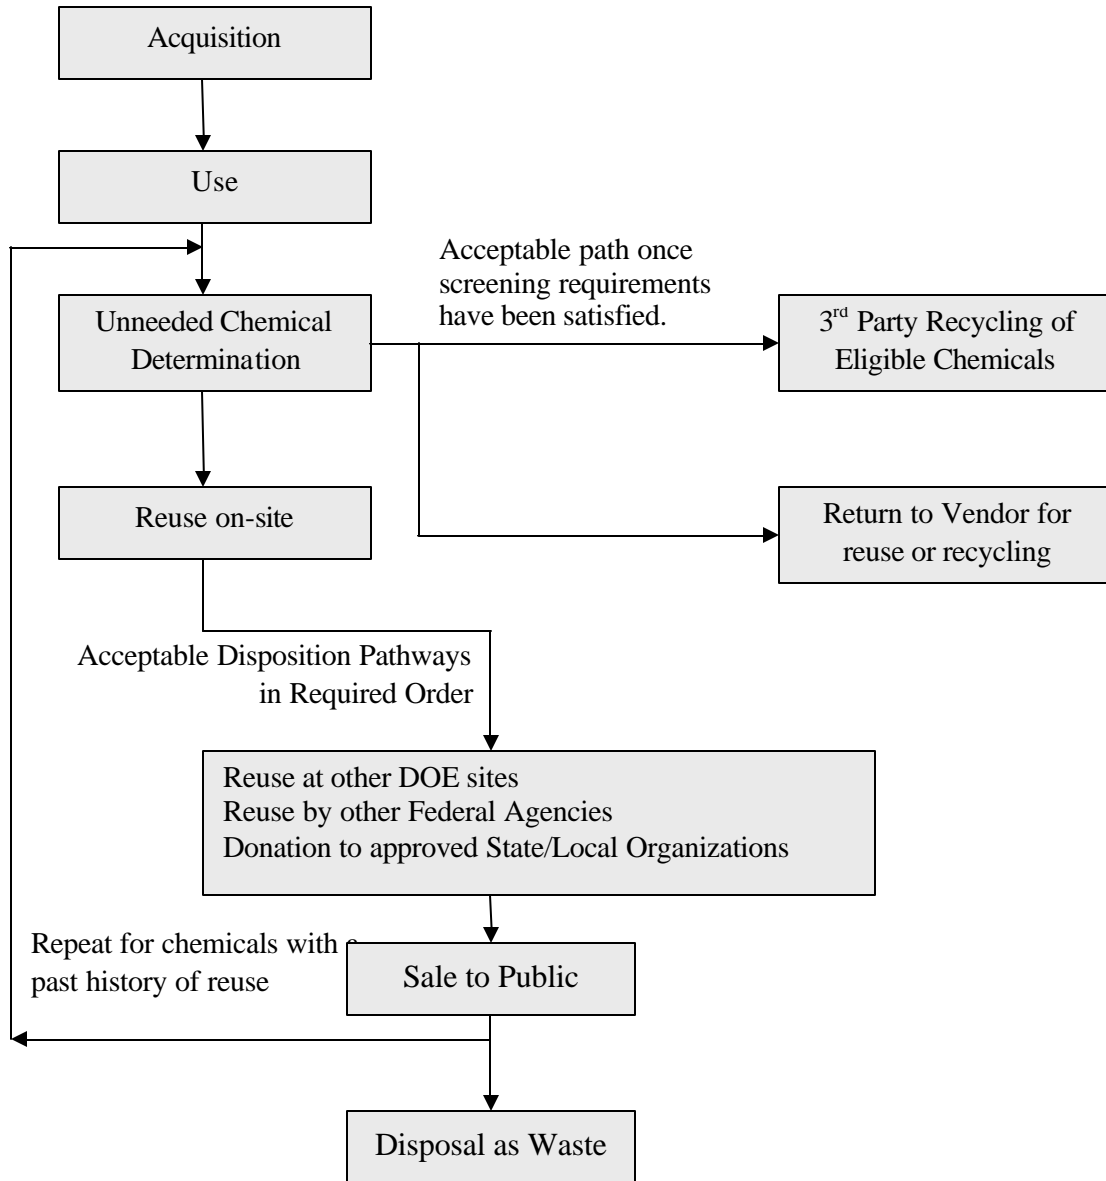 Acquisition
Use
Acceptable path once
screening requirements
have been satisfied.
Unneeded Chemical
Determination
3rd Party Recycling of
Eligible Chemicals
Reuse on-site
Return to Vendor for
reuse or recycling
Acceptable Disposition Pathways
in Required Order
Reuse at other DOE sites
Reuse by other Federal Agencies
Donation to approved State/Local Organizations
Repeat for chemicals with
past history of reuse
Sale to Public
Disposal as Waste